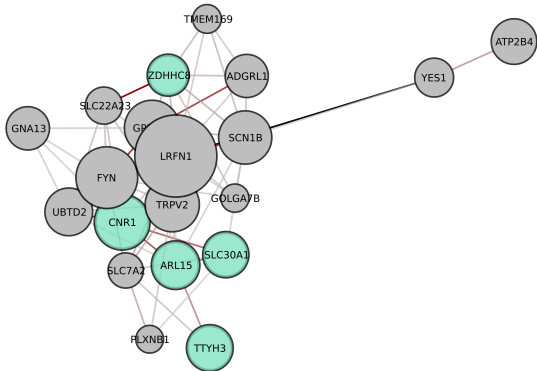 TMEM169
ATP2B4
ZDHHC8
ADGRL1
YES1
SLC22A23
GNA13
SCN1B
LRFN1
FYN
GOLGA7B
TRPV2
UBTD2
CNR1
SLC30A1
ARL15
SLC7A2
PLXNB1
TTYH3